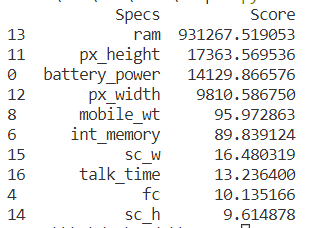 Specs Score
13 ram 931267.519053
11 px_height 17363.569536
0 battery_power 14129.866576
12 px_width 9810.586750
8 mobile_wt 95.972863
6 int_memory 89.839124
15 sc_w 16.480319
16 talk_time 13.236400
4 fc 10.135166
14 sc_h 9.614878